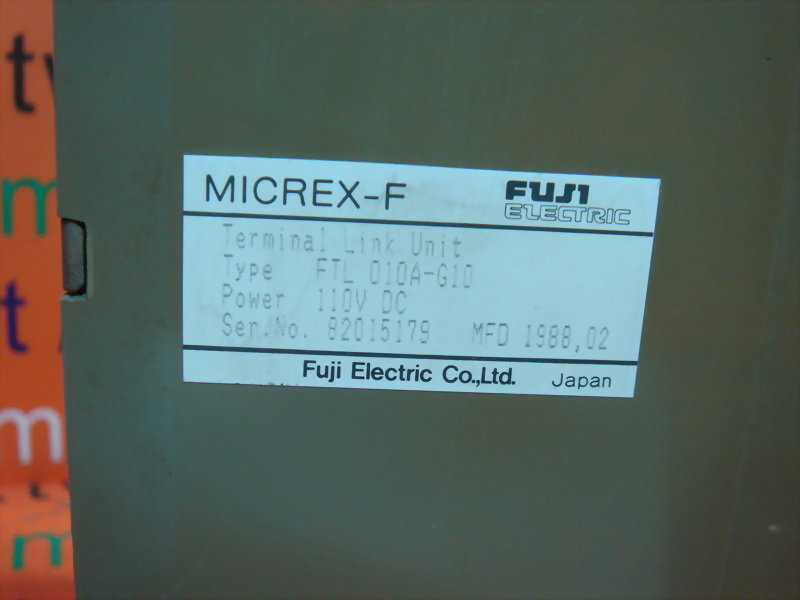 MICREX-F
FUJI ELECTRIC
Terminal Link Unit
Type FTL 010A-G10
Power 110V DC
Ser.No. 82015179 MFD 1988,02
Fuji Electric Co.,Ltd. Japan